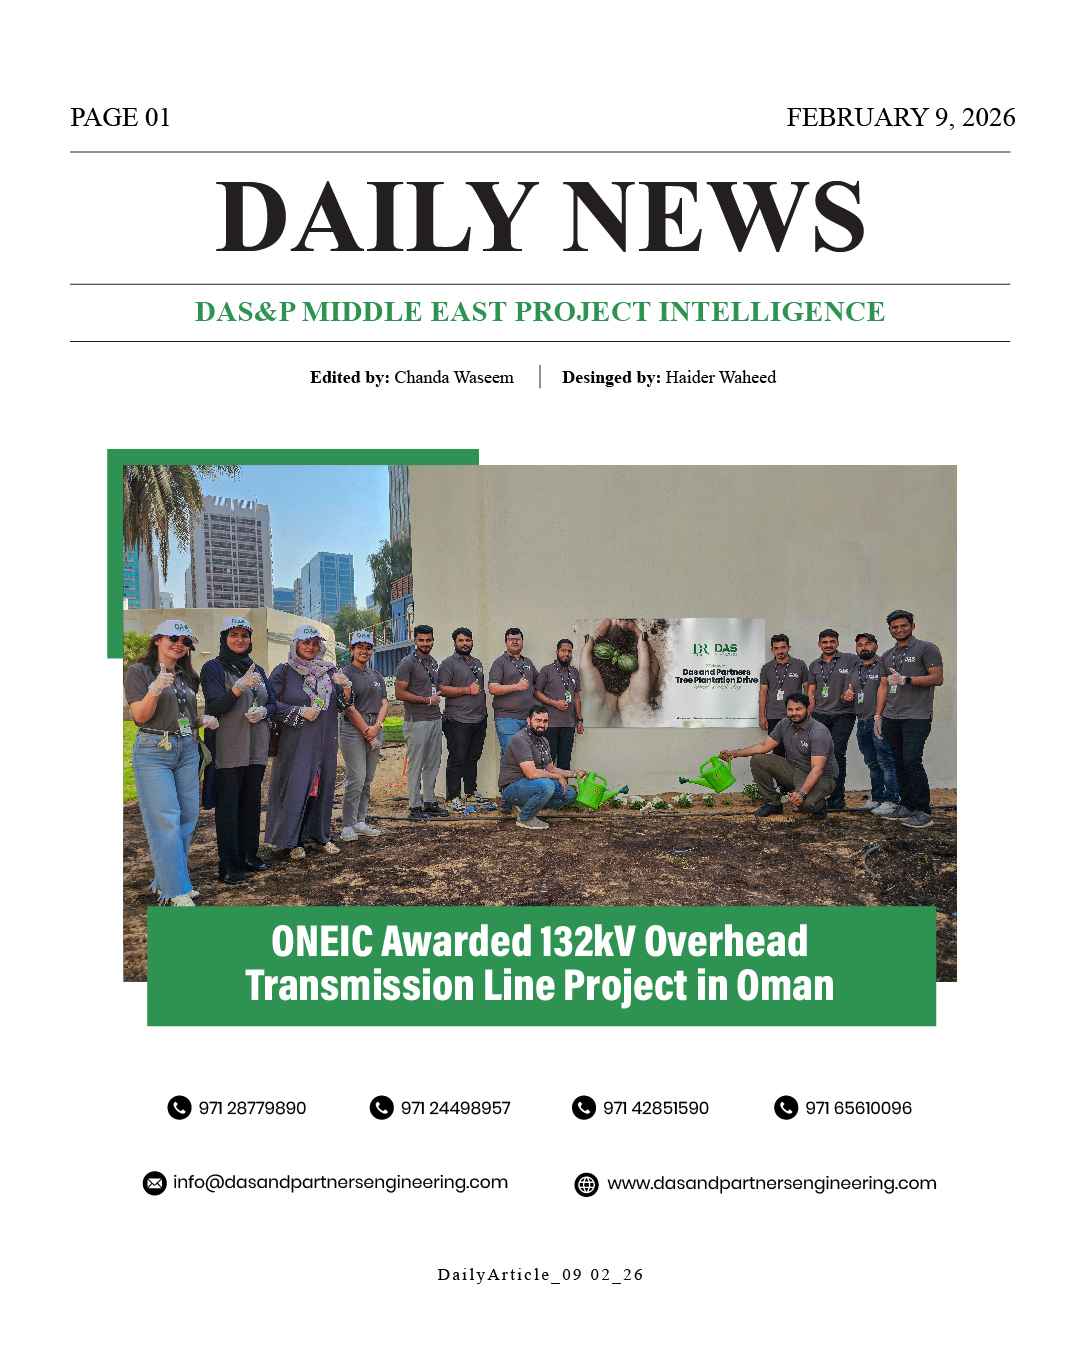 PAGE 01
FEBRUARY 9, 2026
DAILY NEWS
DAS&P MIDDLE EAST PROJECT INTELLIGENCE
Edited by: Chanda Waseem
Desinged by: Haider Waheed
DAS
Das and Partners
Tree Plantation Drive
ONEIC Awarded 132kV Overhead
Transmission Line Project in Oman
971 28779890
971 24498957
971 42851590
971 65610096
info@dasandpartnersengineering.com
www.dasandpartnersengineering.com
DailyArticle_09 02_26